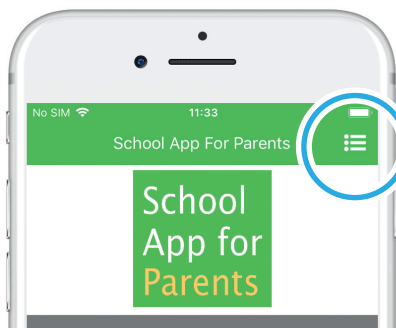 No SIM 11:33
School App For Parents
School
App for
Parents